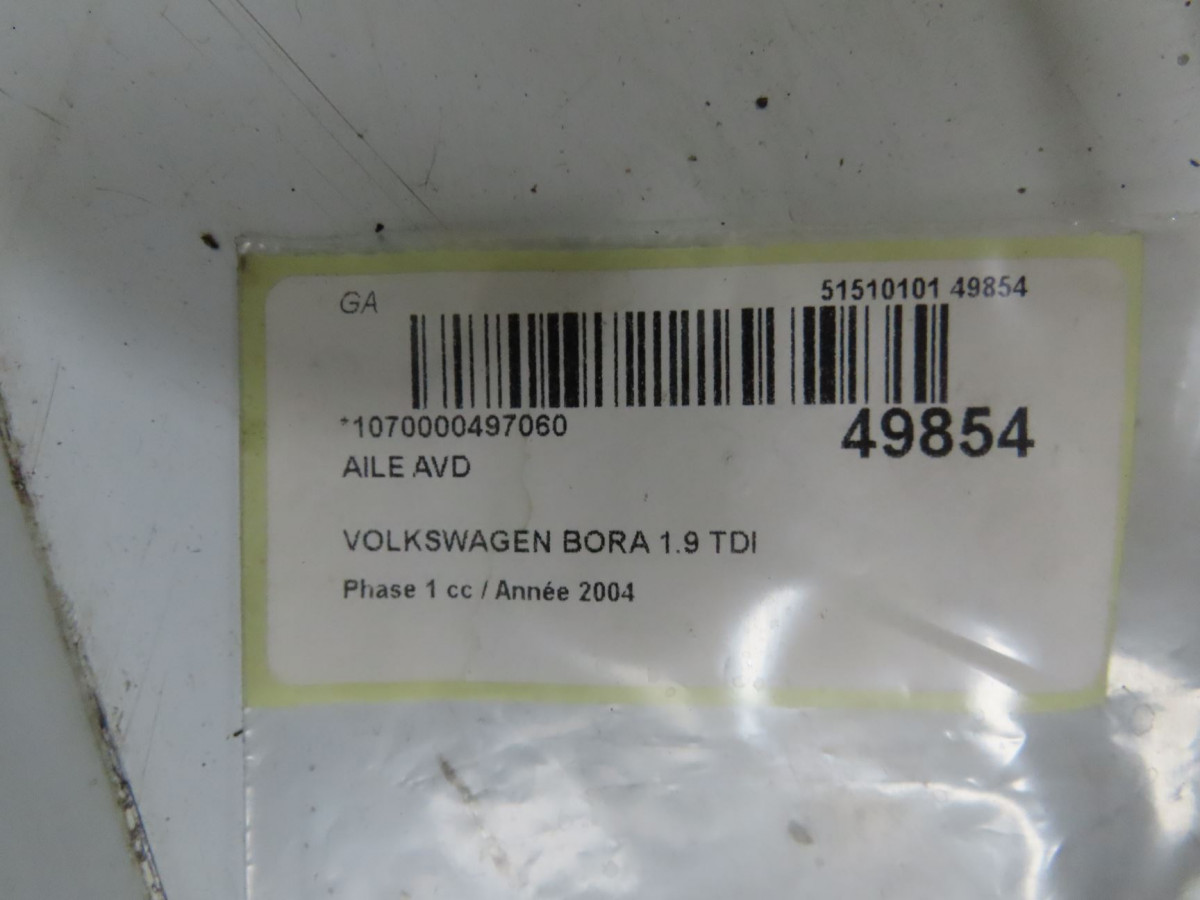 GA
51510101 49854
*1070000497060
49854
AILE AVD
VOLKSWAGEN BORA 1.9 TDI
Phase 1 cc / Année 2004